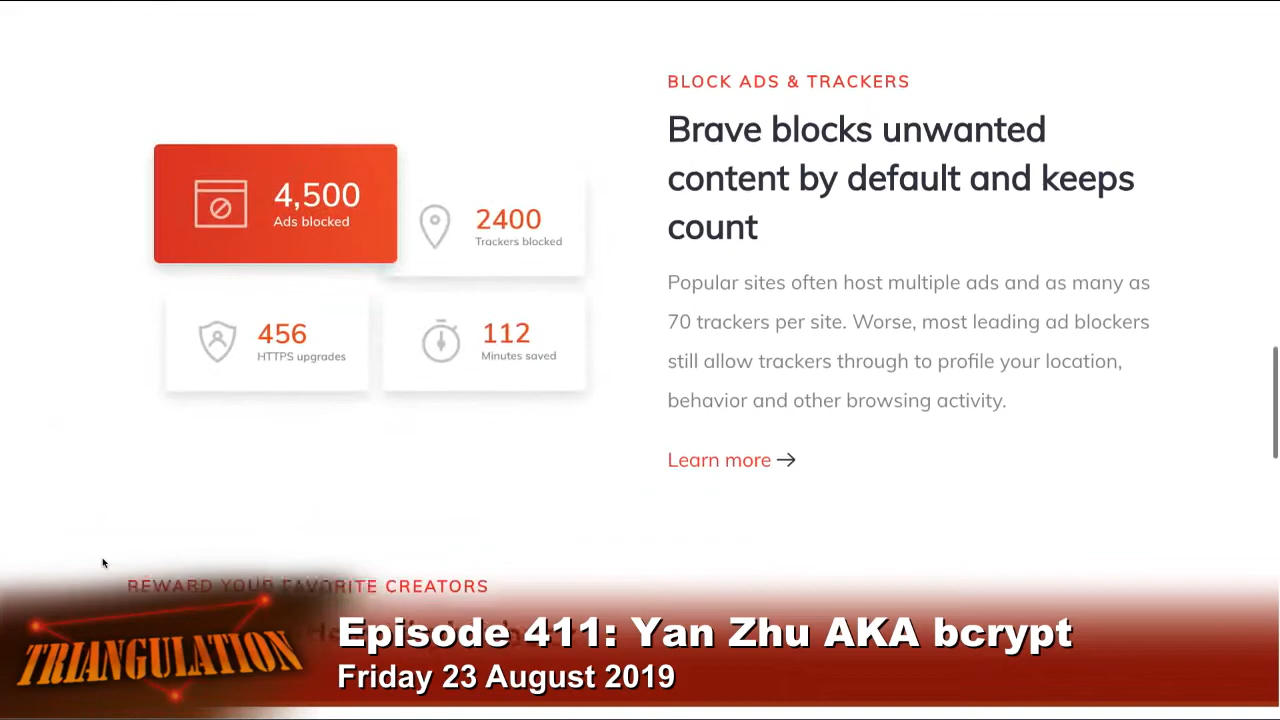 BLOCK ADS & TRACKERS
Brave blocks unwanted
content by default and keeps
count
Popular sites often host multiple ads and as many as
70 trackers per site. Worse, most leading ad blockers
still allow trackers through to profile your location,
behavior and other browsing activity.
Learn more
4,500
Ads blocked
2400
Trackers blocked
456
HTTPS upgrades
112
Minutes saved
REWARD YOUR FAVORITE CREATORS
TRIANGULATION
Episode 411: Yan Zhu AKA bcrypt
Friday 23 August 2019